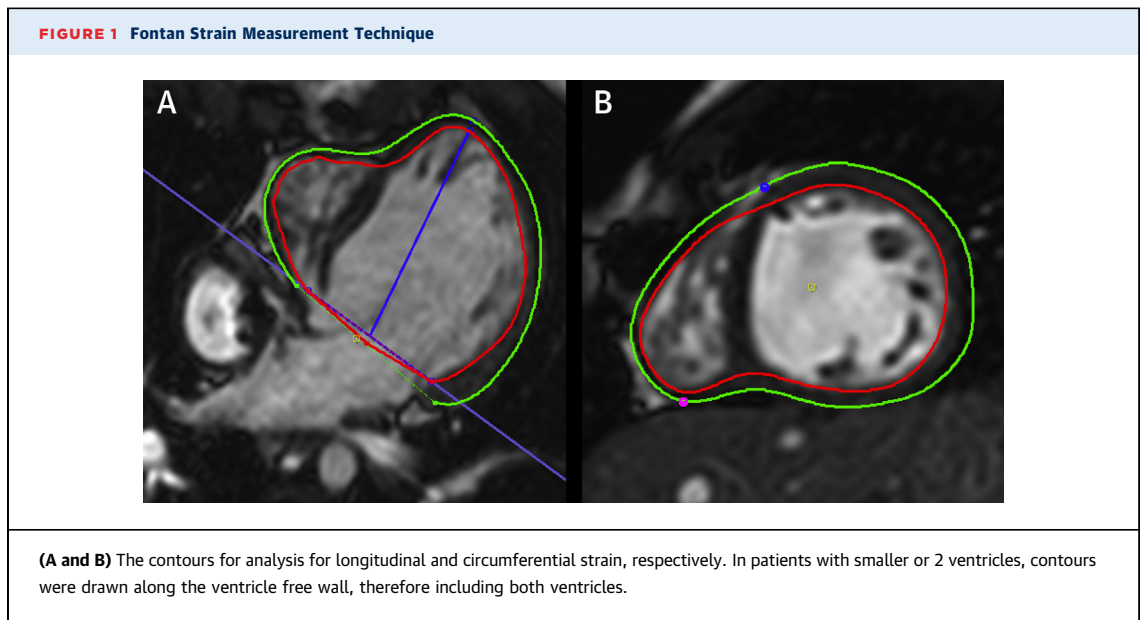 FIGURE 1 Fontan Strain Measurement Technique
A
B
(A and B) The contours for analysis for longitudinal and circumferential strain, respectively. In patients with smaller or 2 ventricles, contours
were drawn along the ventricle free wall, therefore including both ventricles.